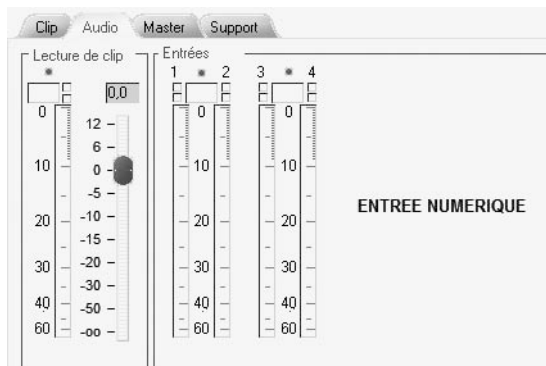 Clip Audio Master Support
Lecture de clip
Entrées
1 2 3 4
0,0
0 0 0
12
6
0
10 10 10
-5
-10
20 20 20
-15
-20
30 30 30
-30
40 40 40
-50
60 60 60
-oo
ENTREE NUMERIQUE